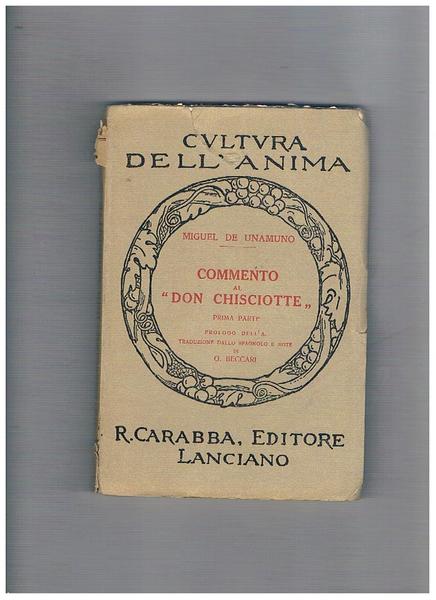 CVLTVRA
DELL'ANIMA
MIGUEL DE UNAMUNO
COMMENTO
AL
"DON CHISCIOTTE„
PRIMA PARTE
PROLOGO DELL'A.
TRADUZIONE DALLO SPAGNOLO E NOTE
DI
G. BECCARI
R. CARABBA, EDITORE
LANCIANO